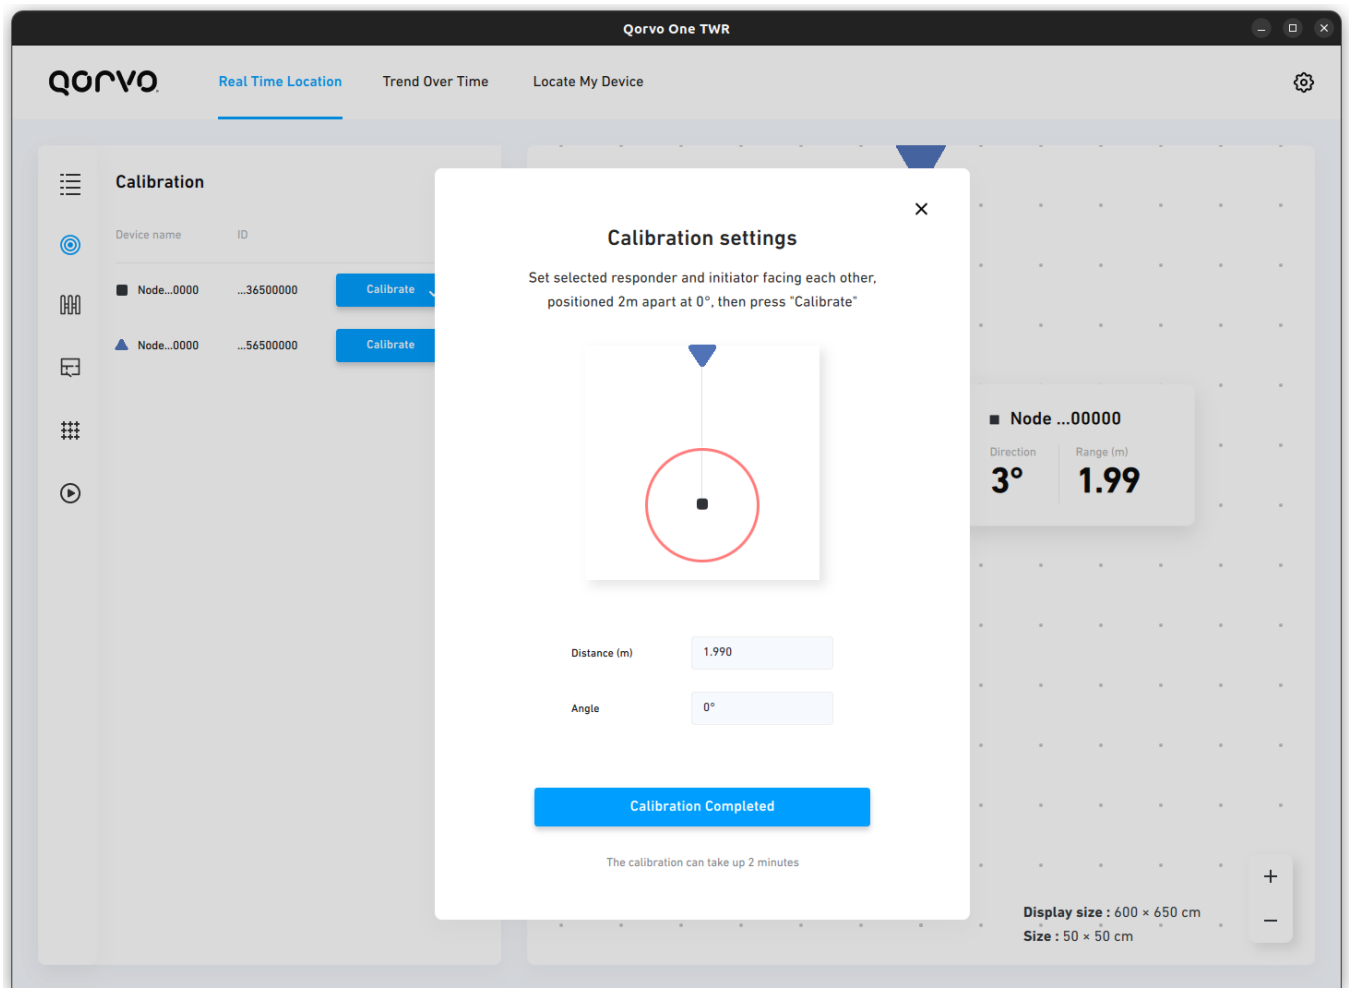 Qorvo One TWR
QORVO
Real Time Location
Trend Over Time
Locate My Device
Calibration
Device name
ID
Node...0000
...36500000
Calibrate
Node...0000
...56500000
Calibrate
Calibration settings
Set selected responder and initiator facing each other,
positioned 2m apart at 0°, then press "Calibrate"
Distance (m)
1.990
Angle
0°
Calibration Completed
The calibration can take up 2 minutes
Node ...00000
Direction
Range (m)
3°
1.99
+
−
Display size : 600 × 650 cm
Size : 50 × 50 cm